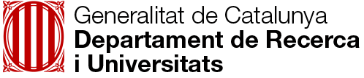 Generalitat de Catalunya
Departament de Recerca
i Universitats